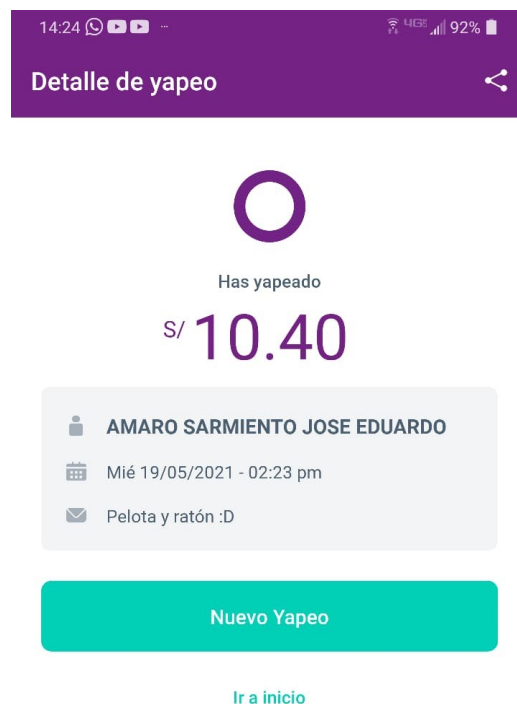 14:24 ... 4GE 92%
Detalle de yapeo
Has yapeado
S/ 10.40
AMARO SARMIENTO JOSE EDUARDO
Mié 19/05/2021 - 02:23 pm
Pelota y ratón :D
Nuevo Yapeo
Ir a inicio